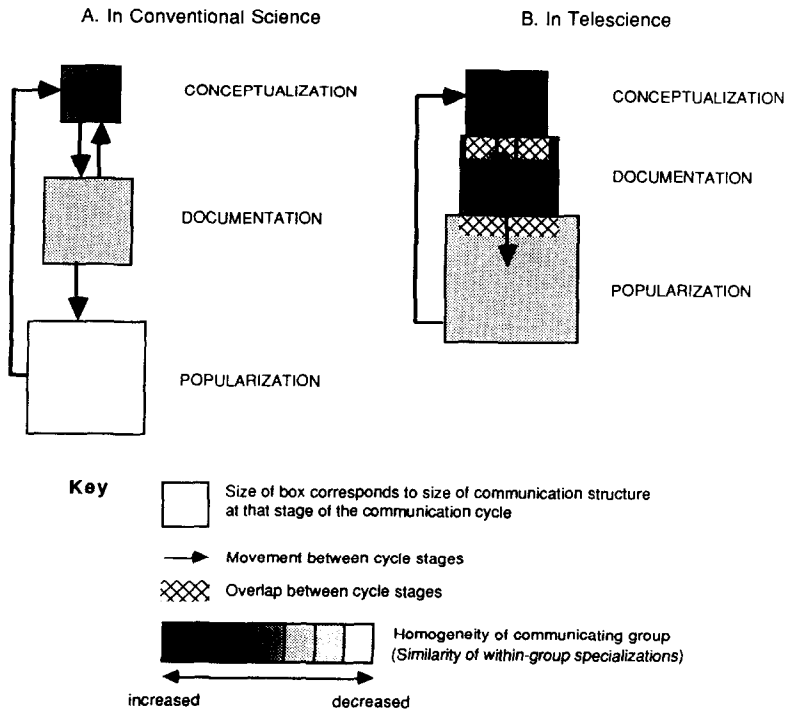 A. In Conventional Science
B. In Telescience
CONCEPTUALIZATION
DOCUMENTATION
POPULARIZATION
CONCEPTUALIZATION
DOCUMENTATION
POPULARIZATION
Key
Size of box corresponds to size of communication structure
at that stage of the communication cycle
Movement between cycle stages
Overlap between cycle stages
Homogeneity of communicating group
(Similarity of within-group specializations)
increased
decreased